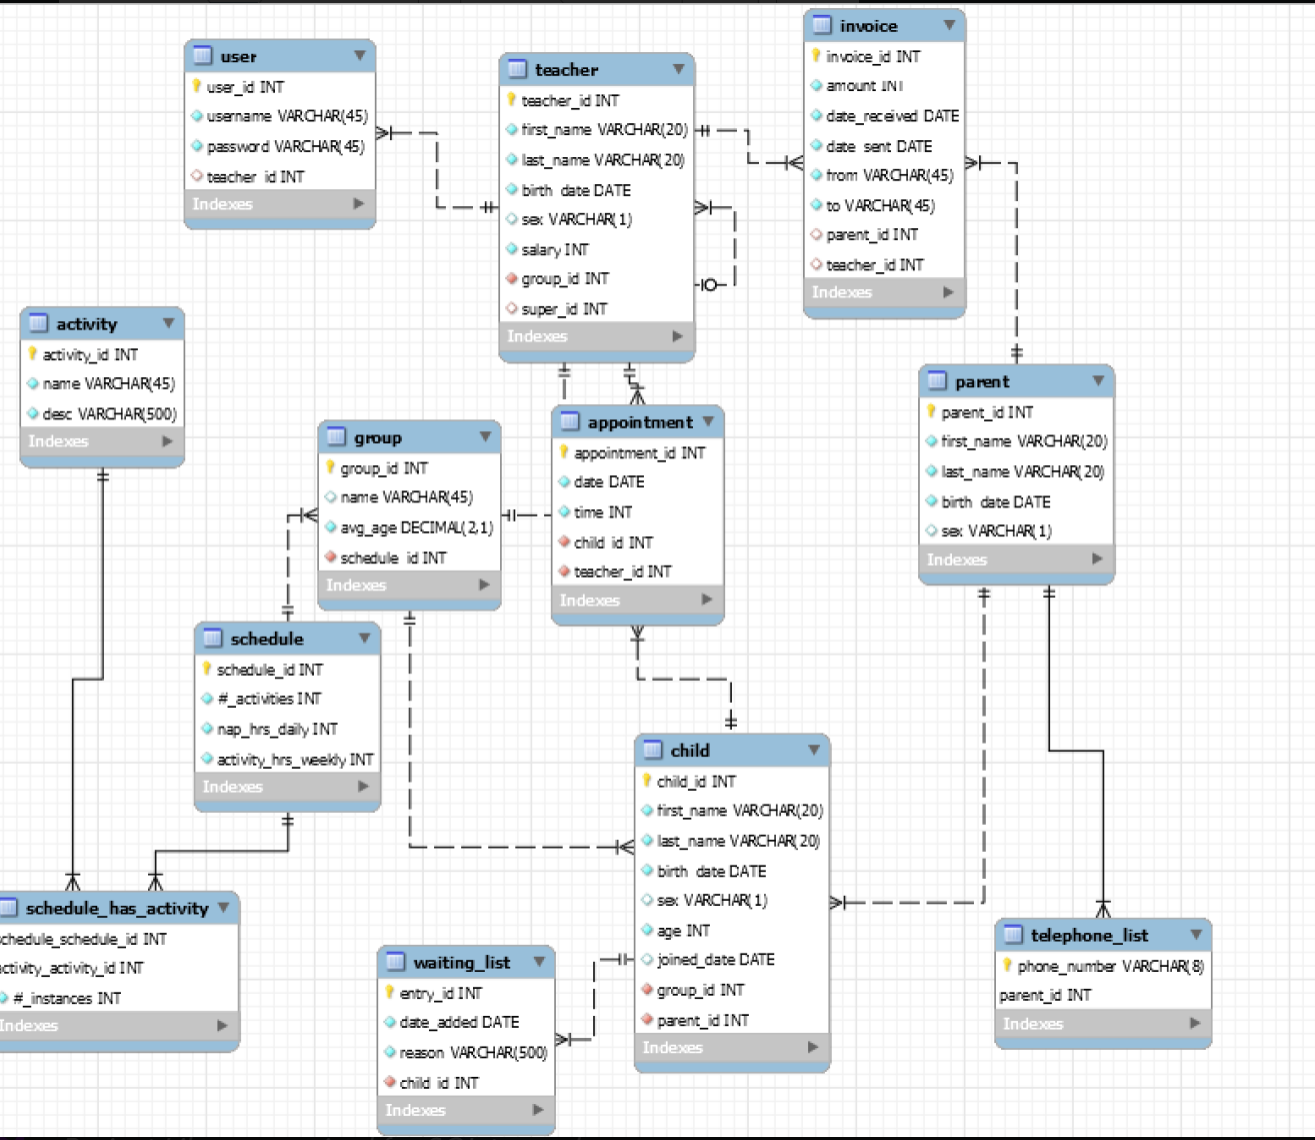 user
user_id INT
username VARCHAR(45)
password VARCHAR(45)
teacher_id INT
Indexes
teacher
teacher_id INT
first_name VARCHAR(20)
last_name VARCHAR(20)
birth_date DATE
sex VARCHAR(1)
salary INT
group_id INT
super_id INT
Indexes
invoice
invoice_id INT
amount INT
date_received DATE
date_sent DATE
from VARCHAR(45)
to VARCHAR(45)
parent_id INT
teacher_id INT
Indexes
activity
activity_id INT
name VARCHAR(45)
desc VARCHAR(500)
Indexes
group
group_id INT
name VARCHAR(45)
avg_age DECIMAL(2,1)
schedule_id INT
Indexes
appointment
appointment_id INT
date DATE
time INT
child_id INT
teacher_id INT
Indexes
parent
parent_id INT
first_name VARCHAR(20)
last_name VARCHAR(20)
birth_date DATE
sex VARCHAR(1)
Indexes
schedule
schedule_id INT
#_activities INT
nap_hrs_daily INT
activity_hrs_weekly INT
Indexes
child
child_id INT
first_name VARCHAR(20)
last_name VARCHAR(20)
birth_date DATE
sex VARCHAR(1)
age INT
joined_date DATE
group_id INT
parent_id INT
Indexes
schedule_has_activity
schedule_schedule_id INT
activity_activity_id INT
#_instances INT
Indexes
waiting_list
entry_id INT
date_added DATE
reason VARCHAR(500)
child_id INT
Indexes
telephone_list
phone_number VARCHAR(8)
parent_id INT
Indexes